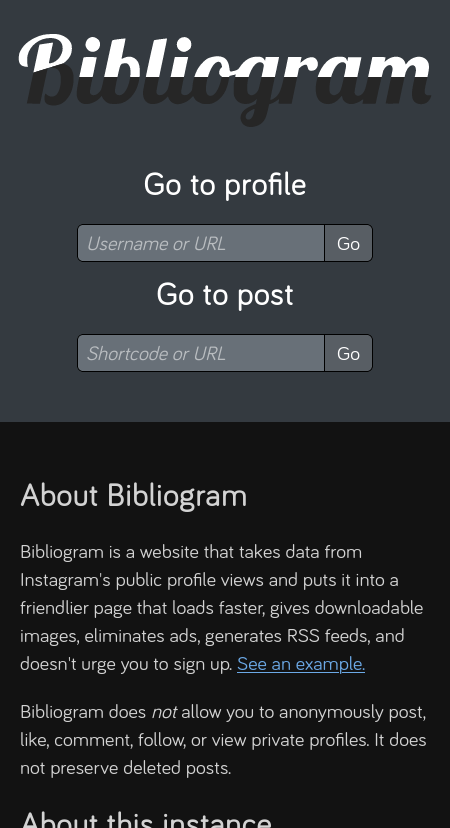 Bibliogram
Go to profile
Username or URL Go
Go to post
Shortcode or URL Go
About Bibliogram
Bibliogram is a website that takes data from
Instagram's public profile views and puts it into a
friendlier page that loads faster, gives downloadable
images, eliminates ads, generates RSS feeds, and
doesn't urge you to sign up. See an example.
Bibliogram does not allow you to anonymously post,
like, comment, follow, or view private profiles. It does
not preserve deleted posts.
About this instance